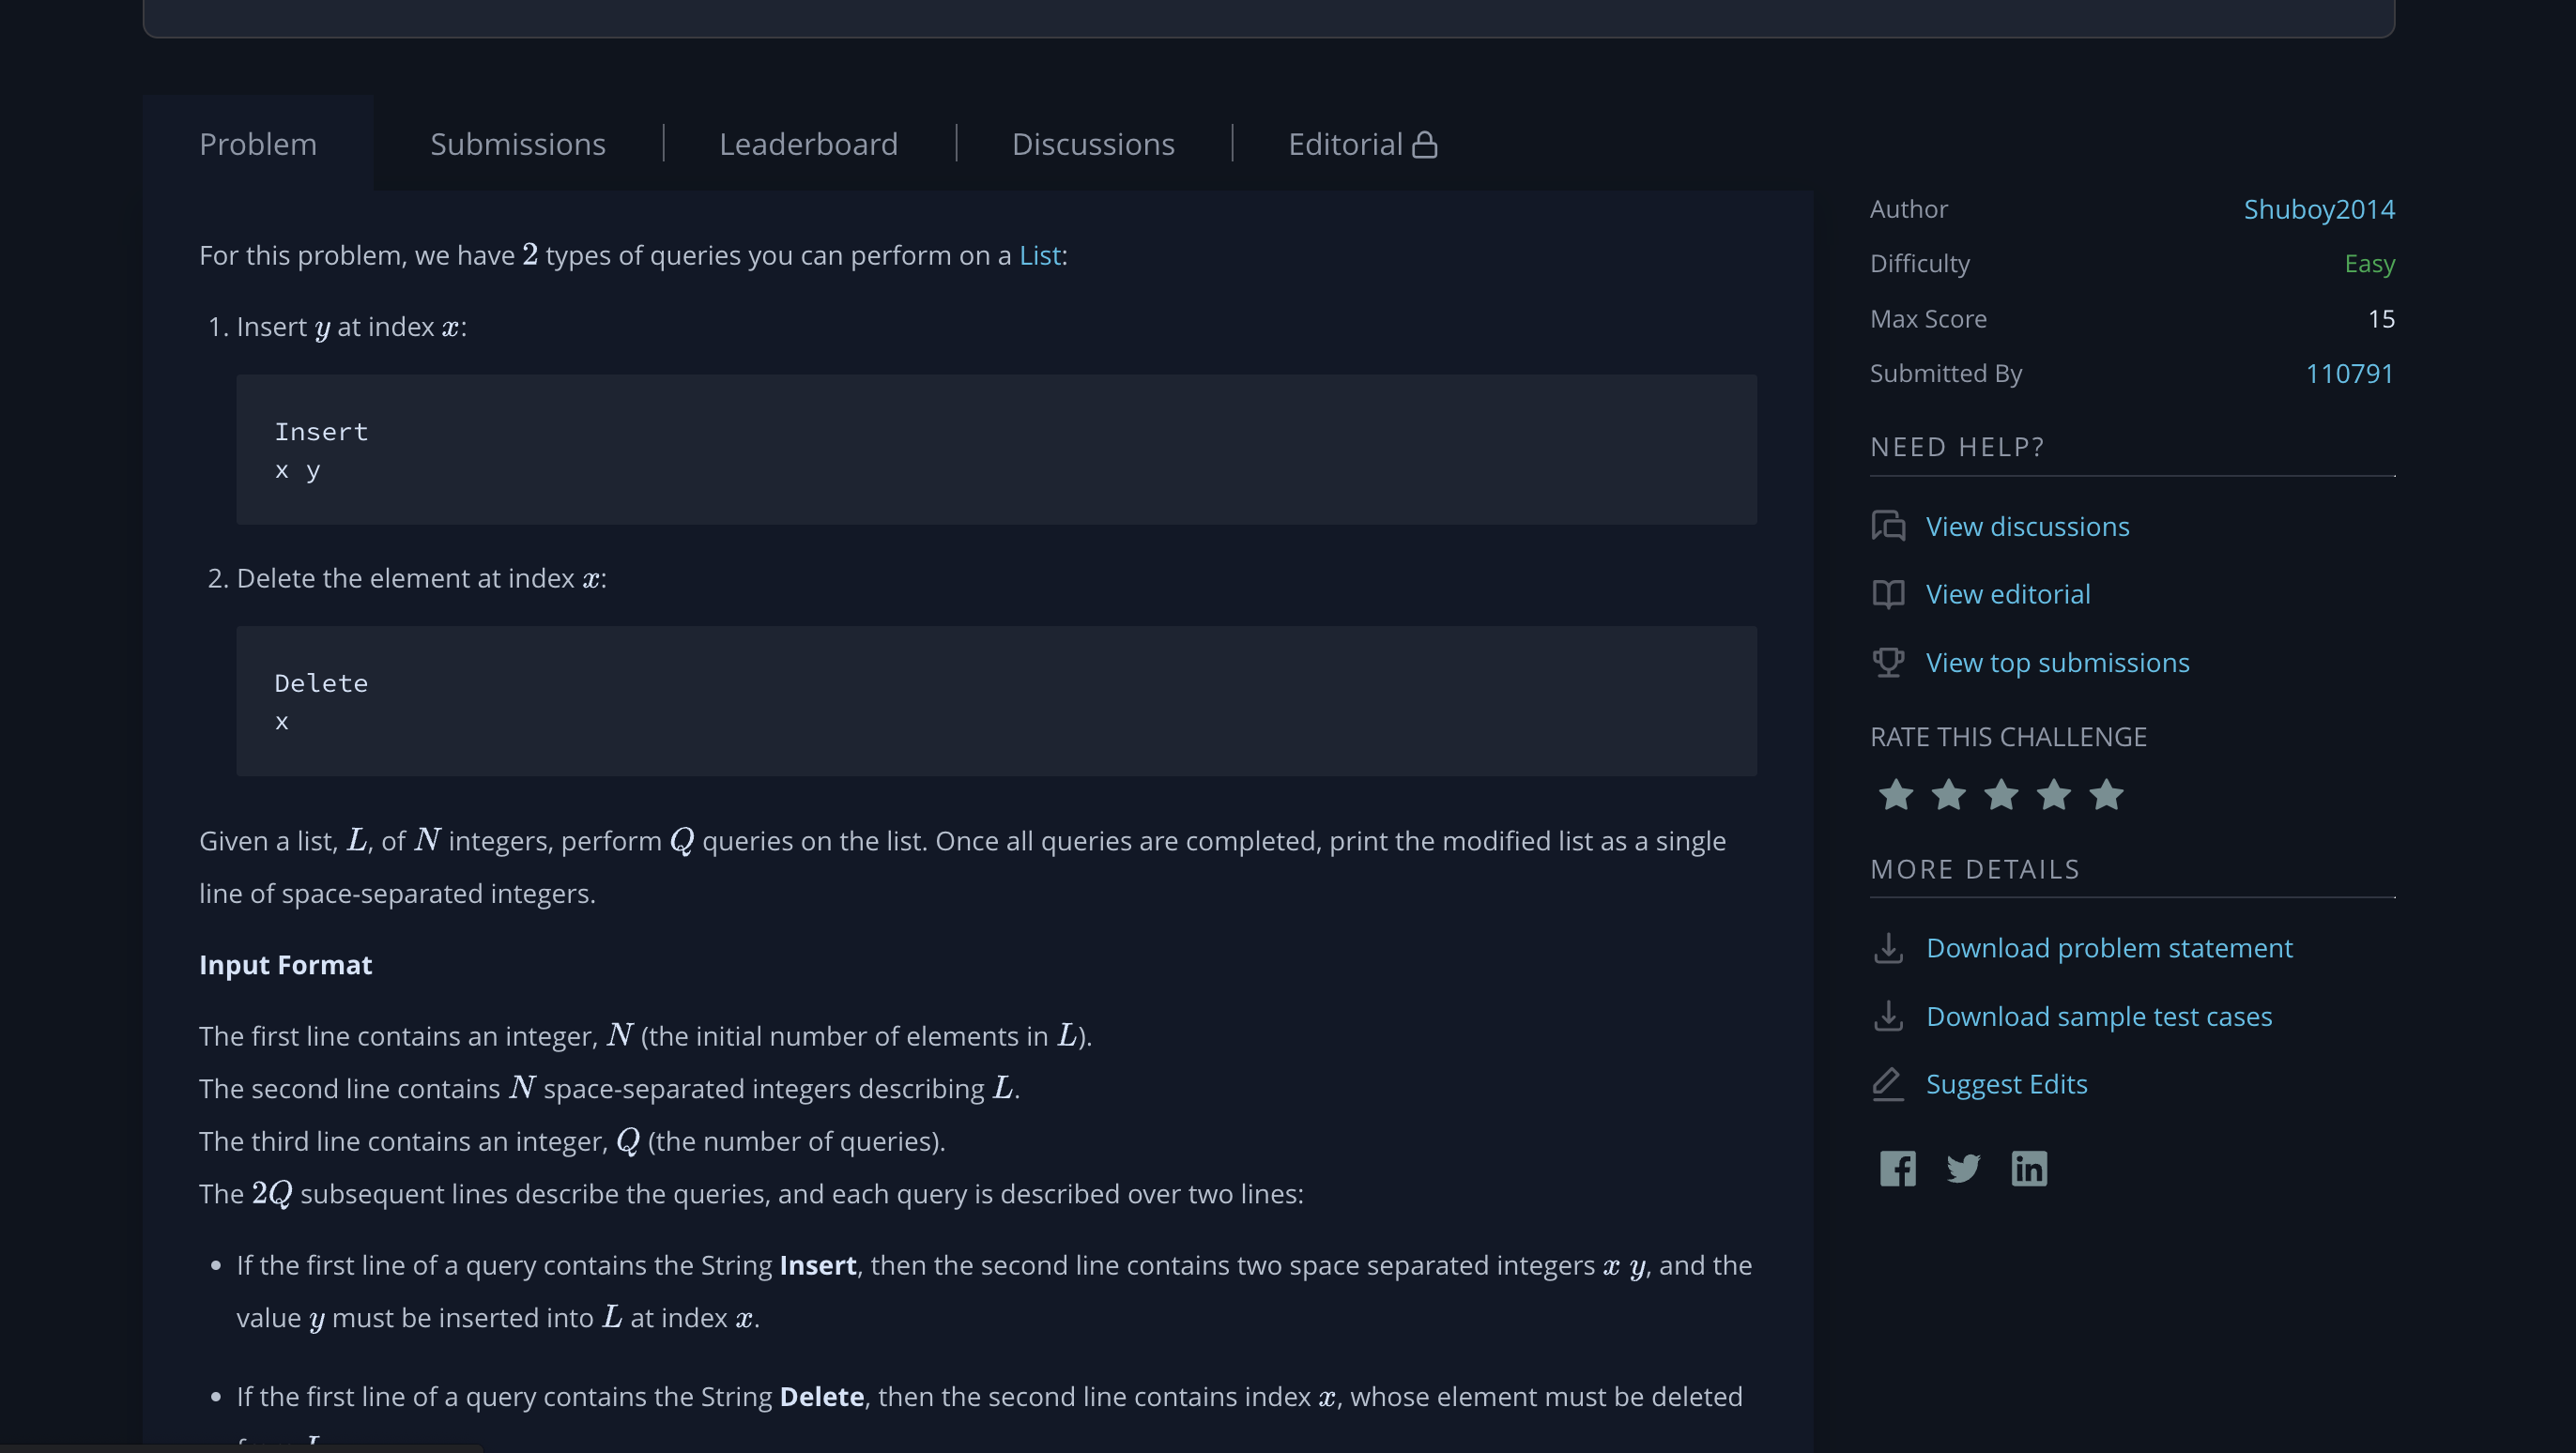 Problem
Submissions
Leaderboard
Discussions
Editorial
For this problem, we have 2 types of queries you can perform on a List:
1. Insert y at index x:
Insert
x y
2. Delete the element at index x:
Delete
x
Given a list, L, of N integers, perform Q queries on the list. Once all queries are completed, print the modified list as a single
line of space-separated integers.
Input Format
The first line contains an integer, N (the initial number of elements in L).
The second line contains N space-separated integers describing L.
The third line contains an integer, Q (the number of queries).
The 2Q subsequent lines describe the queries, and each query is described over two lines:
• If the first line of a query contains the String Insert, then the second line contains two space separated integers x y, and the
value y must be inserted into L at index x.
• If the first line of a query contains the String Delete, then the second line contains index x, whose element must be deleted
Author Shuboy2014
Difficulty Easy
Max Score 15
Submitted By 110791
NEED HELP?
View discussions
View editorial
View top submissions
RATE THIS CHALLENGE
MORE DETAILS
Download problem statement
Download sample test cases
Suggest Edits